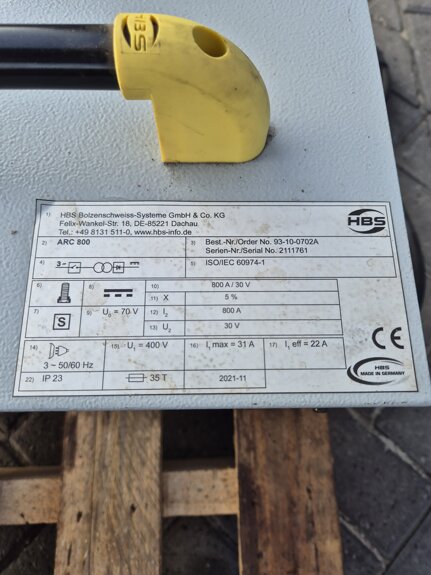 HBS
1) HBS Bolzenschweiss-Systeme GmbH & Co. KG
Felix-Wankel-Str. 18, DE-85221 Dachau
Tel.: +49 8131 511-0, www.hbs-info.de
HBS
2) ARC 800
3) Best.-Nr./Order No. 93-10-0702A
Serien-Nr./Serial No. 2111761
4) 3~
5) ISO/IEC 60974-1
6)
8)
10) 800 A / 30 V
11) X 5 %
7) S
9) U₀ = 70 V
12) I₂ 800 A
13) U₂ 30 V
14) 3 ~ 50/60 Hz
15) U₁ = 400 V
16) I₁ max = 31 A
17) I₁ eff = 22 A
CE
22) IP 23
35 T
2021-11
HBS
MADE IN GERMANY